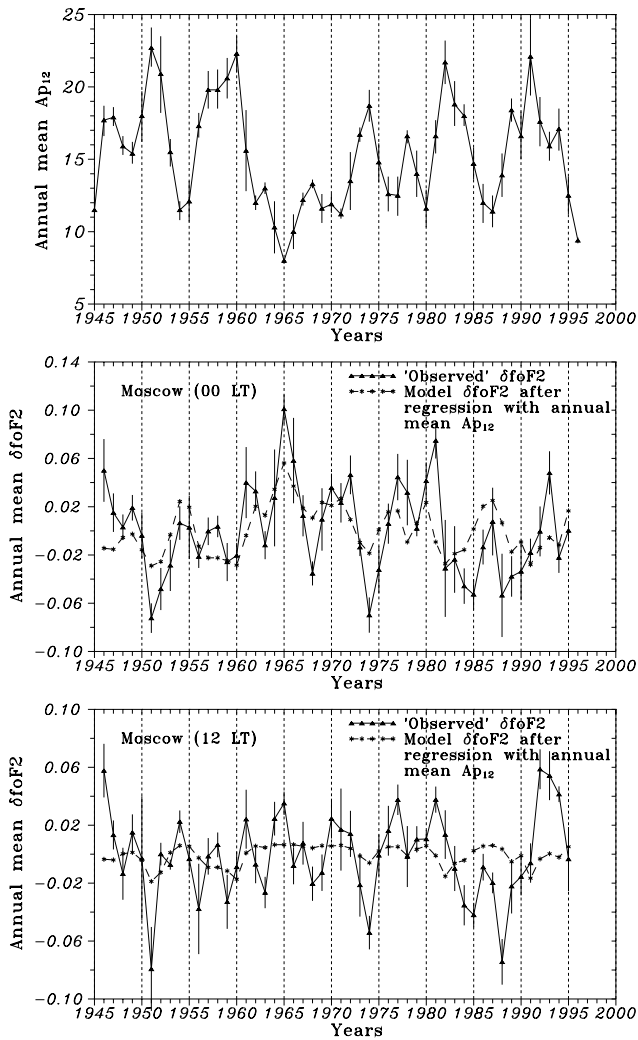 Annual mean Ap12
25
20
15
10
5
1945 1950 1955 1960 1965 1970 1975 1980 1985 1990 1995 2000
Years
Annual mean δfoF2
0.14
0.10
0.06
0.02
−0.02
−0.06
−0.10
Moscow (00 LT)
'Observed' δfoF2
Model δfoF2 after
regression with annual
mean Ap12
1945 1950 1955 1960 1965 1970 1975 1980 1985 1990 1995 2000
Years
Annual mean δfoF2
0.10
0.06
0.02
−0.02
−0.06
−0.10
Moscow (12 LT)
'Observed' δfoF2
Model δfoF2 after
regression with annual
mean Ap12
1945 1950 1955 1960 1965 1970 1975 1980 1985 1990 1995 2000
Years